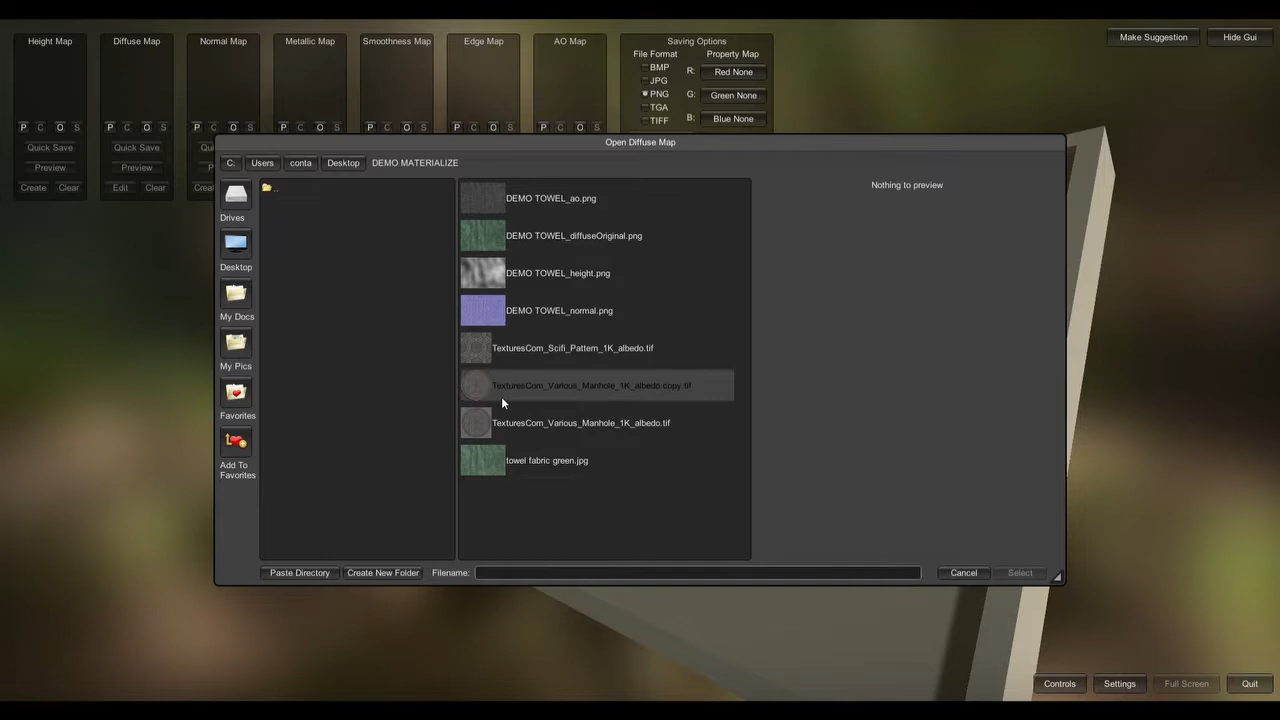 Height Map
Diffuse Map
Normal Map
Metallic Map
Smoothness Map
Edge Map
AO Map
Saving Options
Make Suggestion
Hide Gui
File Format
Property Map
BMP
JPG
PNG
TGA
TIFF
R: Red None
G: Green None
B: Blue None
P C O S
P C O S
P C O S
P C O S
P C O S
P C O S
P C O S
Quick Save
Quick Save
Preview
Preview
Create Clear
Edit Clear
Open Diffuse Map
C: Users conta Desktop DEMO MATERIALIZE
Drives
Desktop
My Docs
My Pics
Favorites
Add To
Favorites
..
DEMO TOWEL_ao.png
DEMO TOWEL_diffuseOriginal.png
DEMO TOWEL_height.png
DEMO TOWEL_normal.png
TexturesCom_Scifi_Pattern_1K_albedo.tif
TexturesCom_Various_Manhole_1K_albedo copy.tif
TexturesCom_Various_Manhole_1K_albedo.tif
towel fabric green.jpg
Nothing to preview
Paste Directory
Create New Folder
Filename:
Cancel
Select
Controls
Settings
Full Screen
Quit